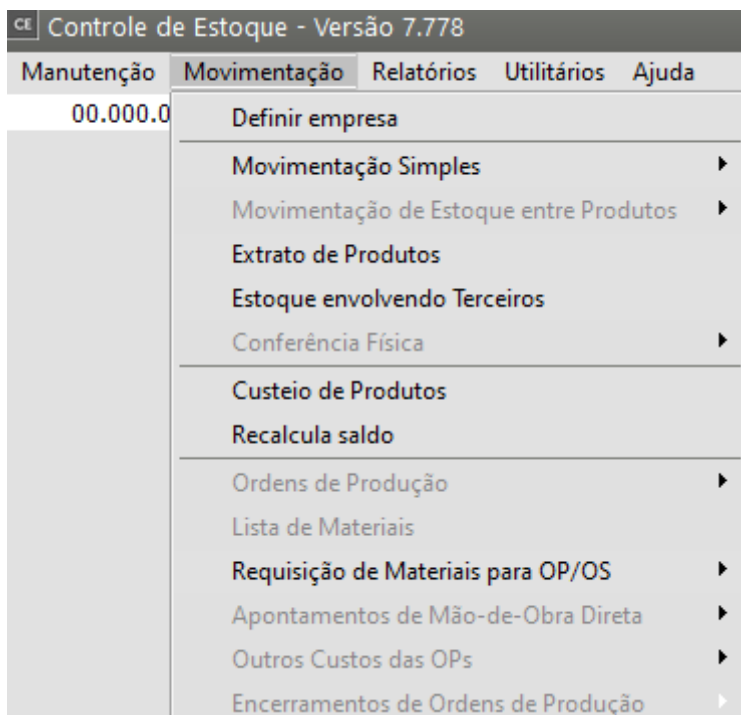 CE Controle de Estoque - Versão 7.778
Manutenção Movimentação Relatórios Utilitários Ajuda
00.000.0
Definir empresa
Movimentação Simples
Movimentação de Estoque entre Produtos
Extrato de Produtos
Estoque envolvendo Terceiros
Conferência Física
Custeio de Produtos
Recalcula saldo
Ordens de Produção
Lista de Materiais
Requisição de Materiais para OP/OS
Apontamentos de Mão-de-Obra Direta
Outros Custos das OPs
Encerramentos de Ordens de Produção